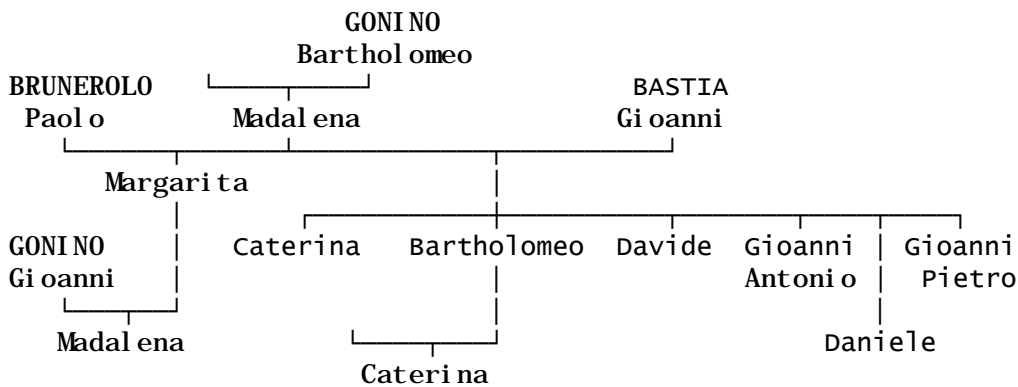 GONINO
Bartholomeo
BRUNEROLO BASTIA
Paolo Madalena Gioanni
Margarita
GONINO Caterina Bartholomeo Davide Gioanni Gioanni
Gioanni Antonio Pietro
Madalena Daniele
Caterina